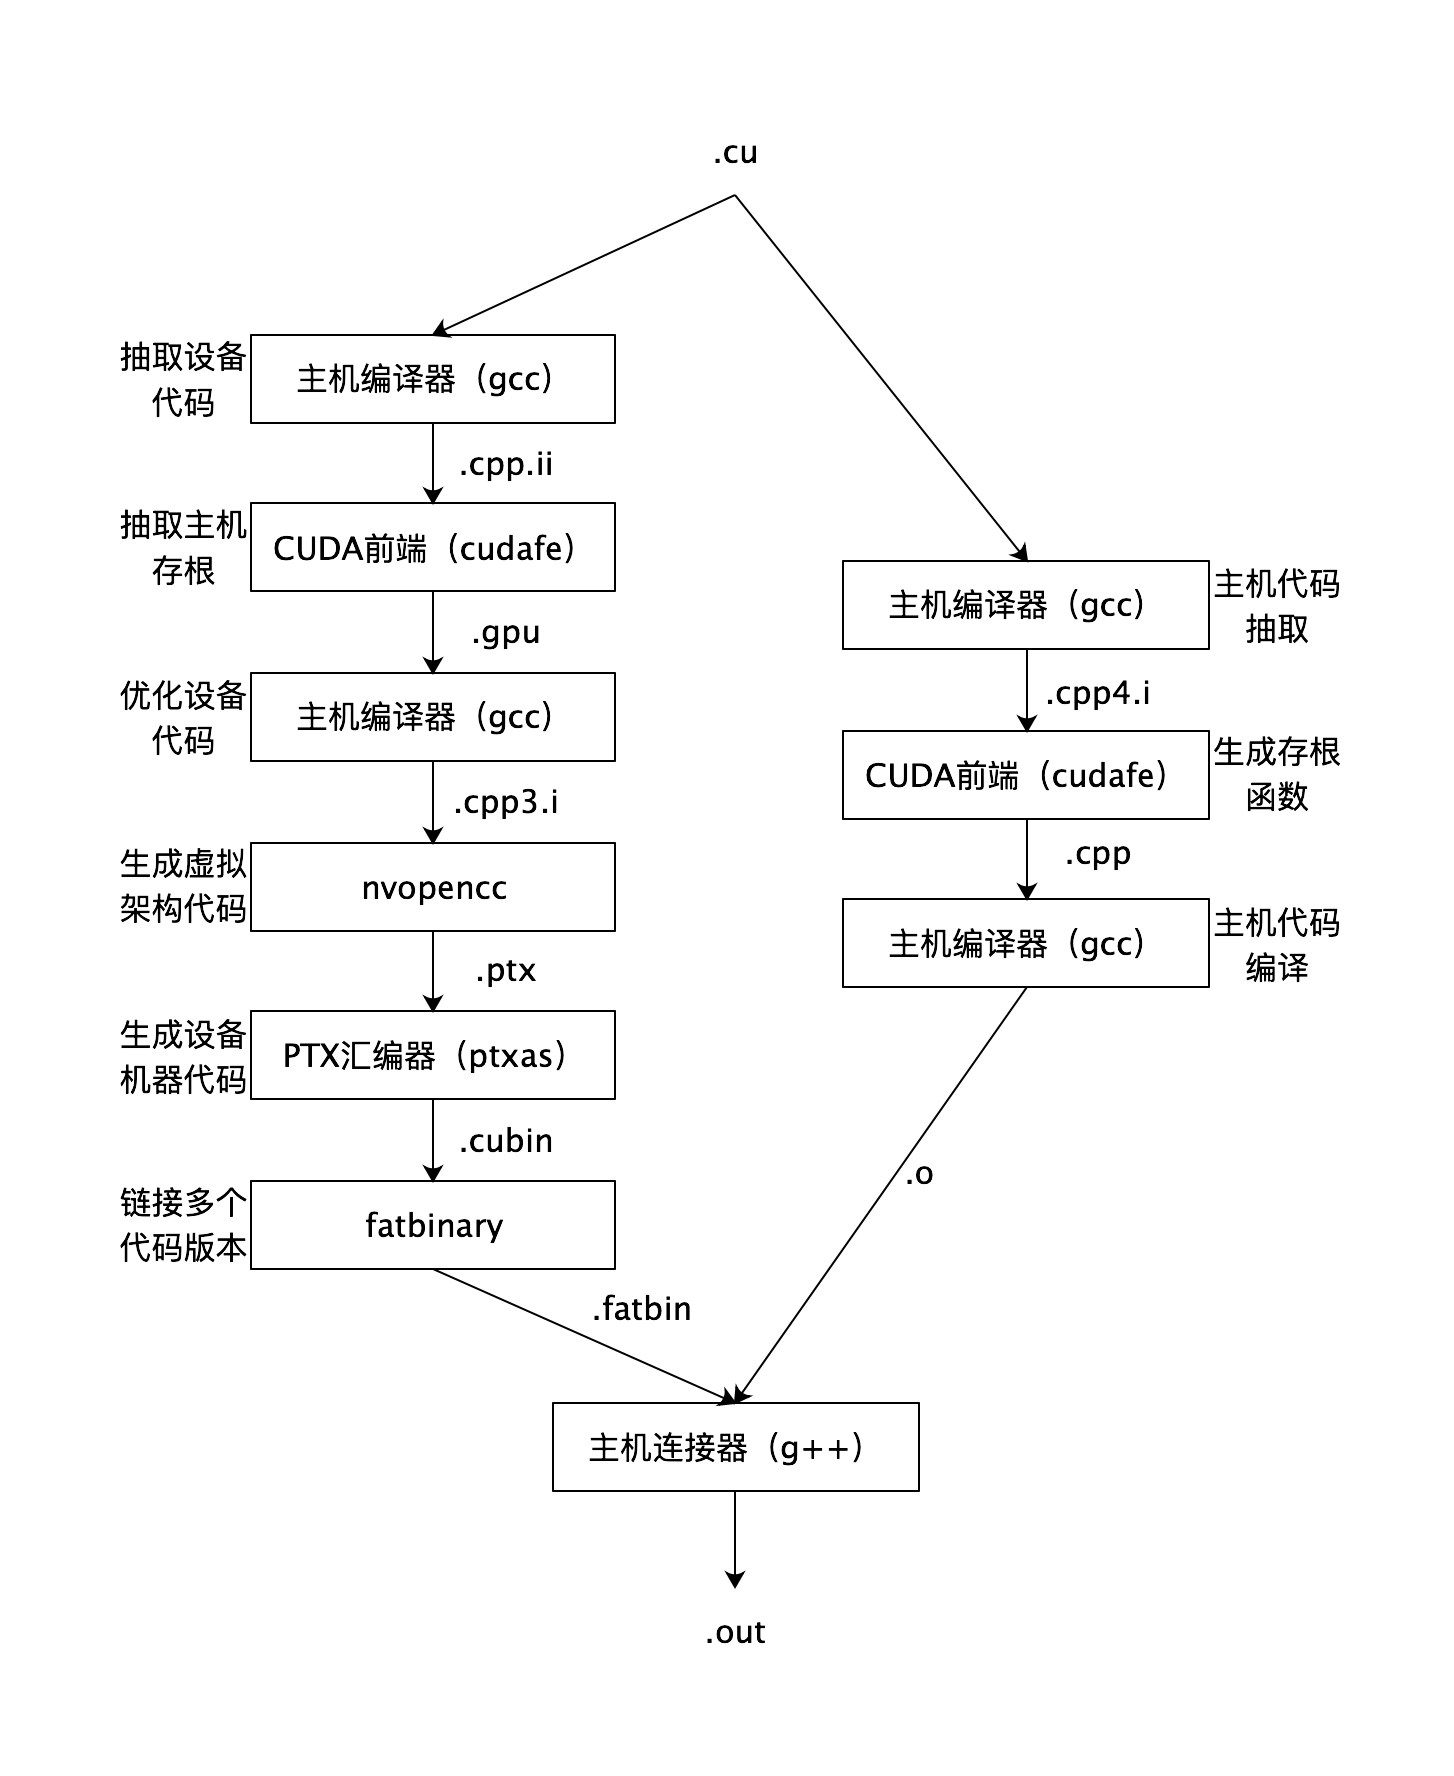 .cu
抽取设备
代码
主机编译器（gcc）
.cpp.ii
抽取主机
存根
CUDA前端（cudafe）
.gpu
优化设备
代码
主机编译器（gcc）
.cpp3.i
生成虚拟
架构代码
nvopencc
.ptx
生成设备
机器代码
PTX汇编器（ptxas）
.cubin
链接多个
代码版本
fatbinary
.fatbin
主机编译器（gcc）
主机代码
抽取
.cpp4.i
CUDA前端（cudafe）
生成存根
函数
.cpp
主机编译器（gcc）
主机代码
编译
.o
主机连接器（g++）
.out